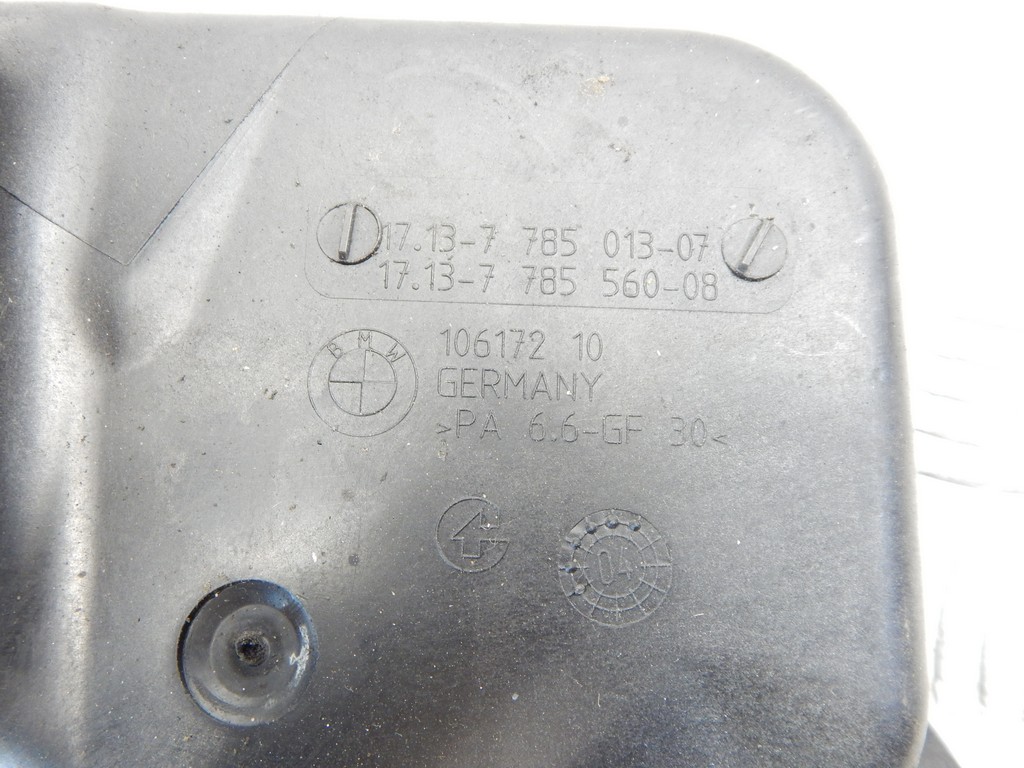 17.13-7 785 013-07
17.13-7 785 560-08
BMW
106172 10
GERMANY
>PA 6.6-GF 30<
04